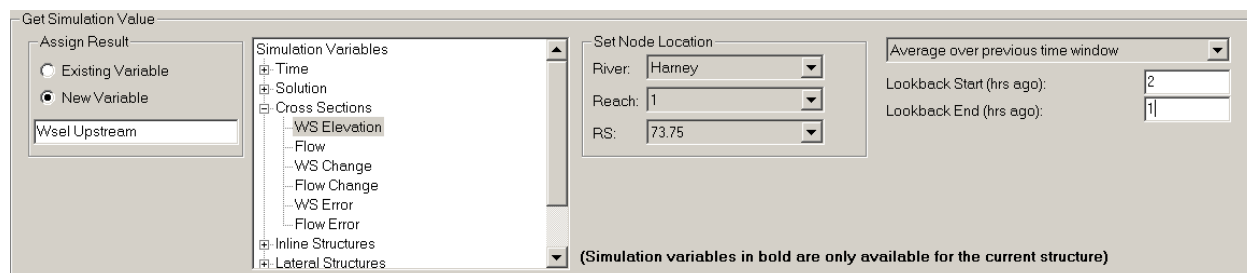 Get Simulation Value
Assign Result
Existing Variable
New Variable
Wsel Upstream
Simulation Variables
Time
Solution
Cross Sections
WS Elevation
Flow
WS Change
Flow Change
WS Error
Flow Error
Inline Structures
Lateral Structures
Set Node Location
River: Harney
Reach: 1
RS: 73.75
Average over previous time window
Lookback Start (hrs ago): 2
Lookback End (hrs ago): 1
(Simulation variables in bold are only available for the current structure)